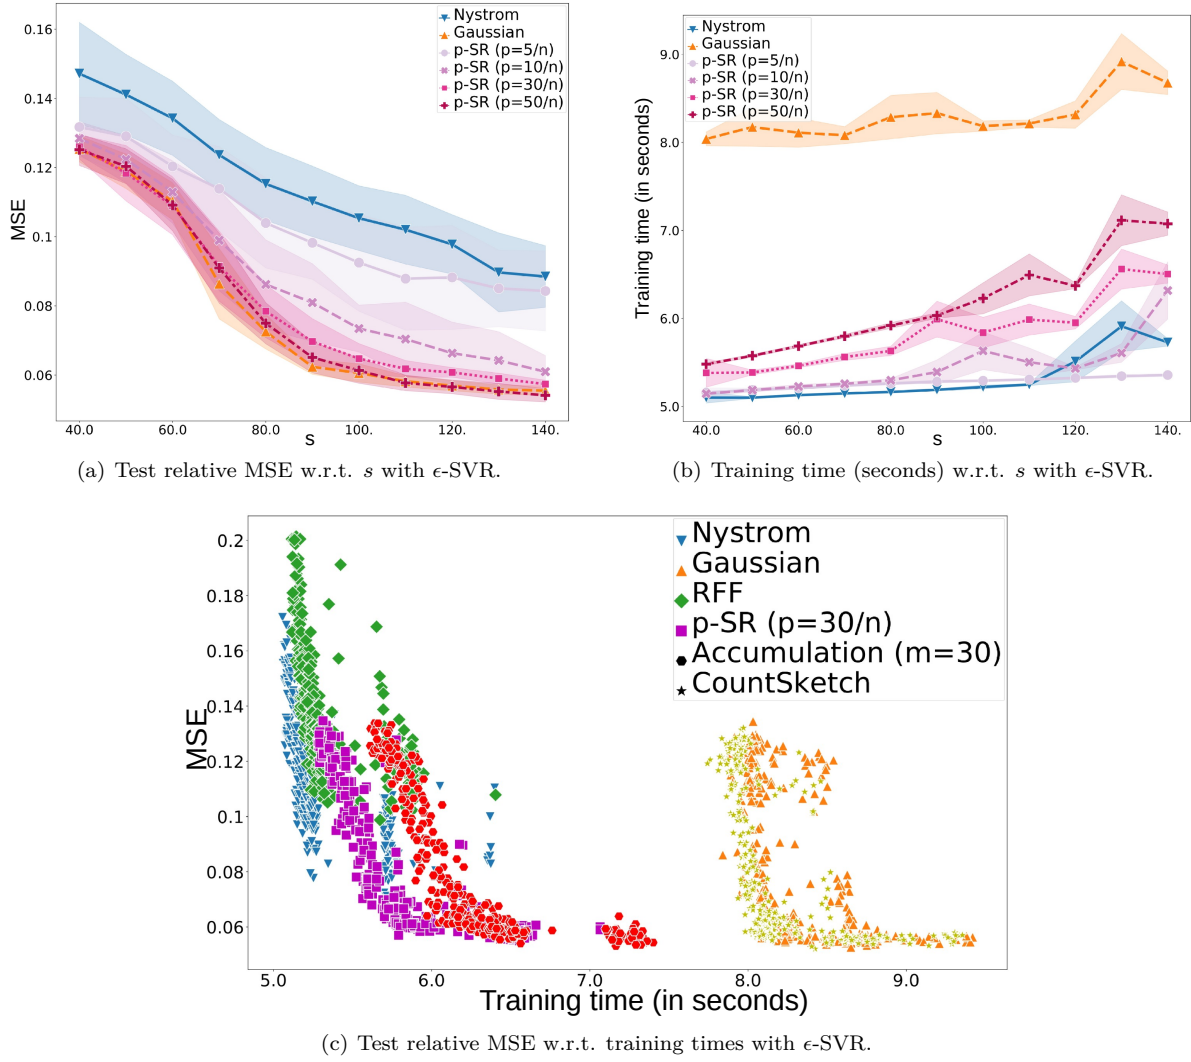 0.16
0.14
0.12
0.1
0.08
0.06
MSE
40.0
60.0
80.0
100.
120.
140.
s
Nystrom
Gaussian
p-SR (p=5/n)
p-SR (p=10/n)
p-SR (p=30/n)
p-SR (p=50/n)
(a) Test relative MSE w.r.t. s with ϵ-SVR.
9.0
8.0
7.0
6.0
5.0
Training time (in seconds)
40.0
60.0
80.0
100.
120.
140.
s
Nystrom
Gaussian
p-SR (p=5/n)
p-SR (p=10/n)
p-SR (p=30/n)
p-SR (p=50/n)
(b) Training time (seconds) w.r.t. s with ϵ-SVR.
0.2
0.18
0.16
0.14
0.12
0.1
0.08
0.06
MSE
5.0
6.0
7.0
8.0
9.0
Training time (in seconds)
Nystrom
Gaussian
RFF
p-SR (p=30/n)
Accumulation (m=30)
CountSketch
(c) Test relative MSE w.r.t. training times with ϵ-SVR.